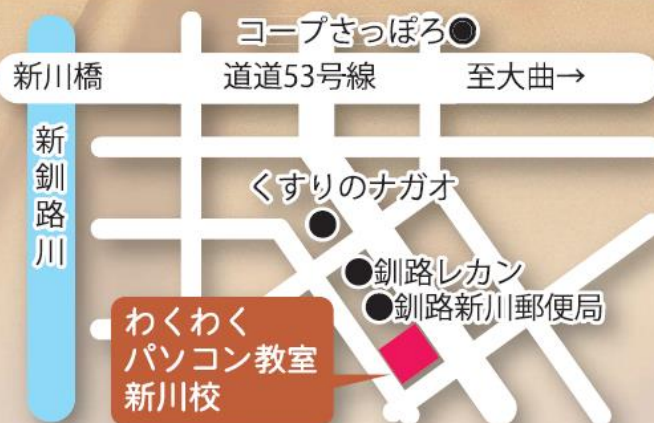 コープさっぽろ
新川橋
道道53号線
至大曲→
新釧路川
くすりのナガオ
釧路レカン
釧路新川郵便局
わくわく
パソコン教室
新川校